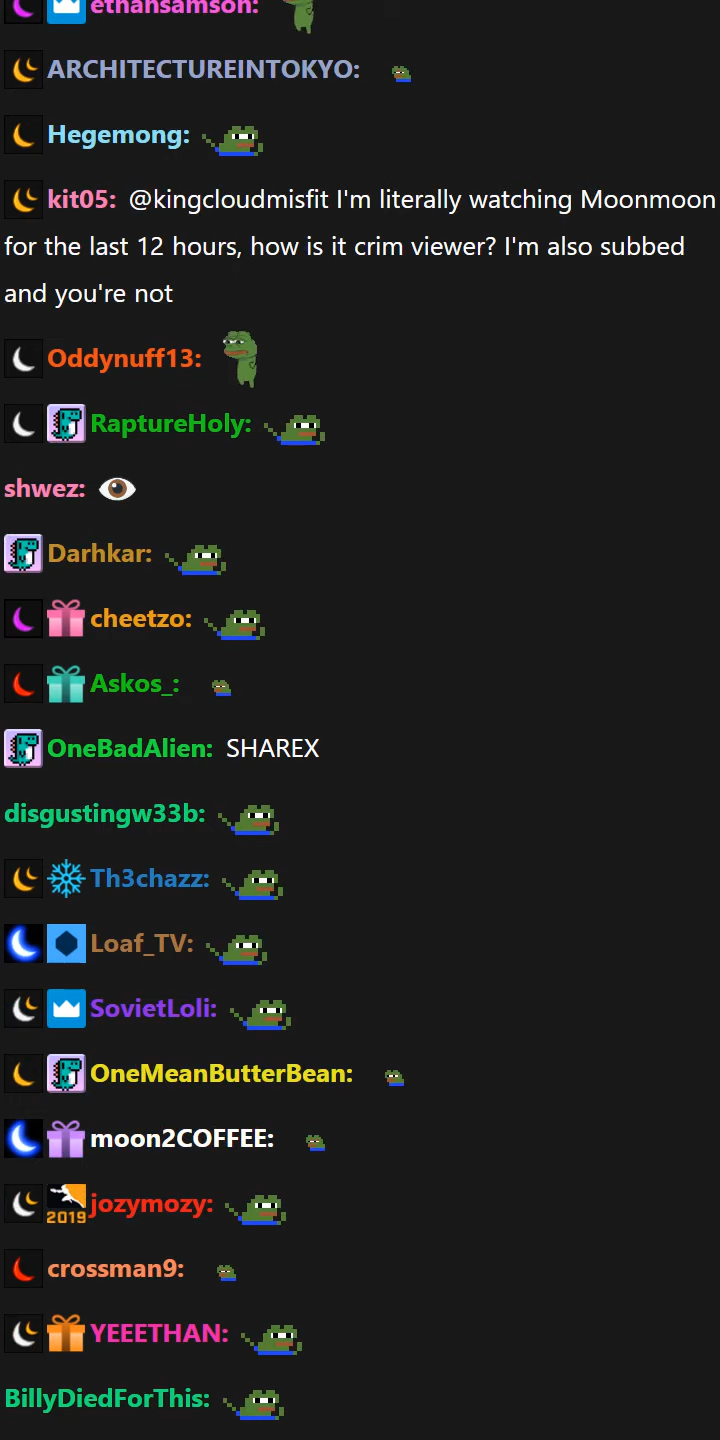 ethansamson:
ARCHITECTUREINTOKYO:
Hegemong:
kit05: @kingcloudmisfit I'm literally watching Moonmoon
for the last 12 hours, how is it crim viewer? I'm also subbed
and you're not
Oddynuff13:
RaptureHoly:
shwez:
Darhkar:
cheetzo:
Askos_:
OneBadAlien: SHAREX
disgustingw33b:
Th3chazz:
Loaf_TV:
SovietLoli:
OneMeanButterBean:
moon2COFFEE:
2019 jozymozy:
crossman9:
YEEETHAN:
BillyDiedForThis: